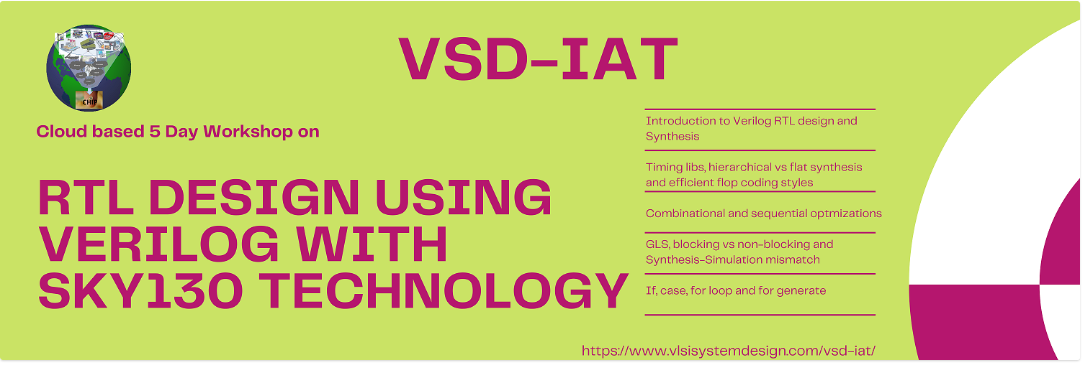 VSD-IAT
CHIP
Cloud based 5 Day Workshop on
RTL DESIGN USING
VERILOG WITH
SKY130 TECHNOLOGY
Introduction to Verilog RTL design and
Synthesis
Timing libs, hierarchical vs flat synthesis
and efficient flop coding styles
Combinational and sequential optmizations
GLS, blocking vs non-blocking and
Synthesis-Simulation mismatch
If, case, for loop and for generate
https://www.vlsisystemdesign.com/vsd-iat/